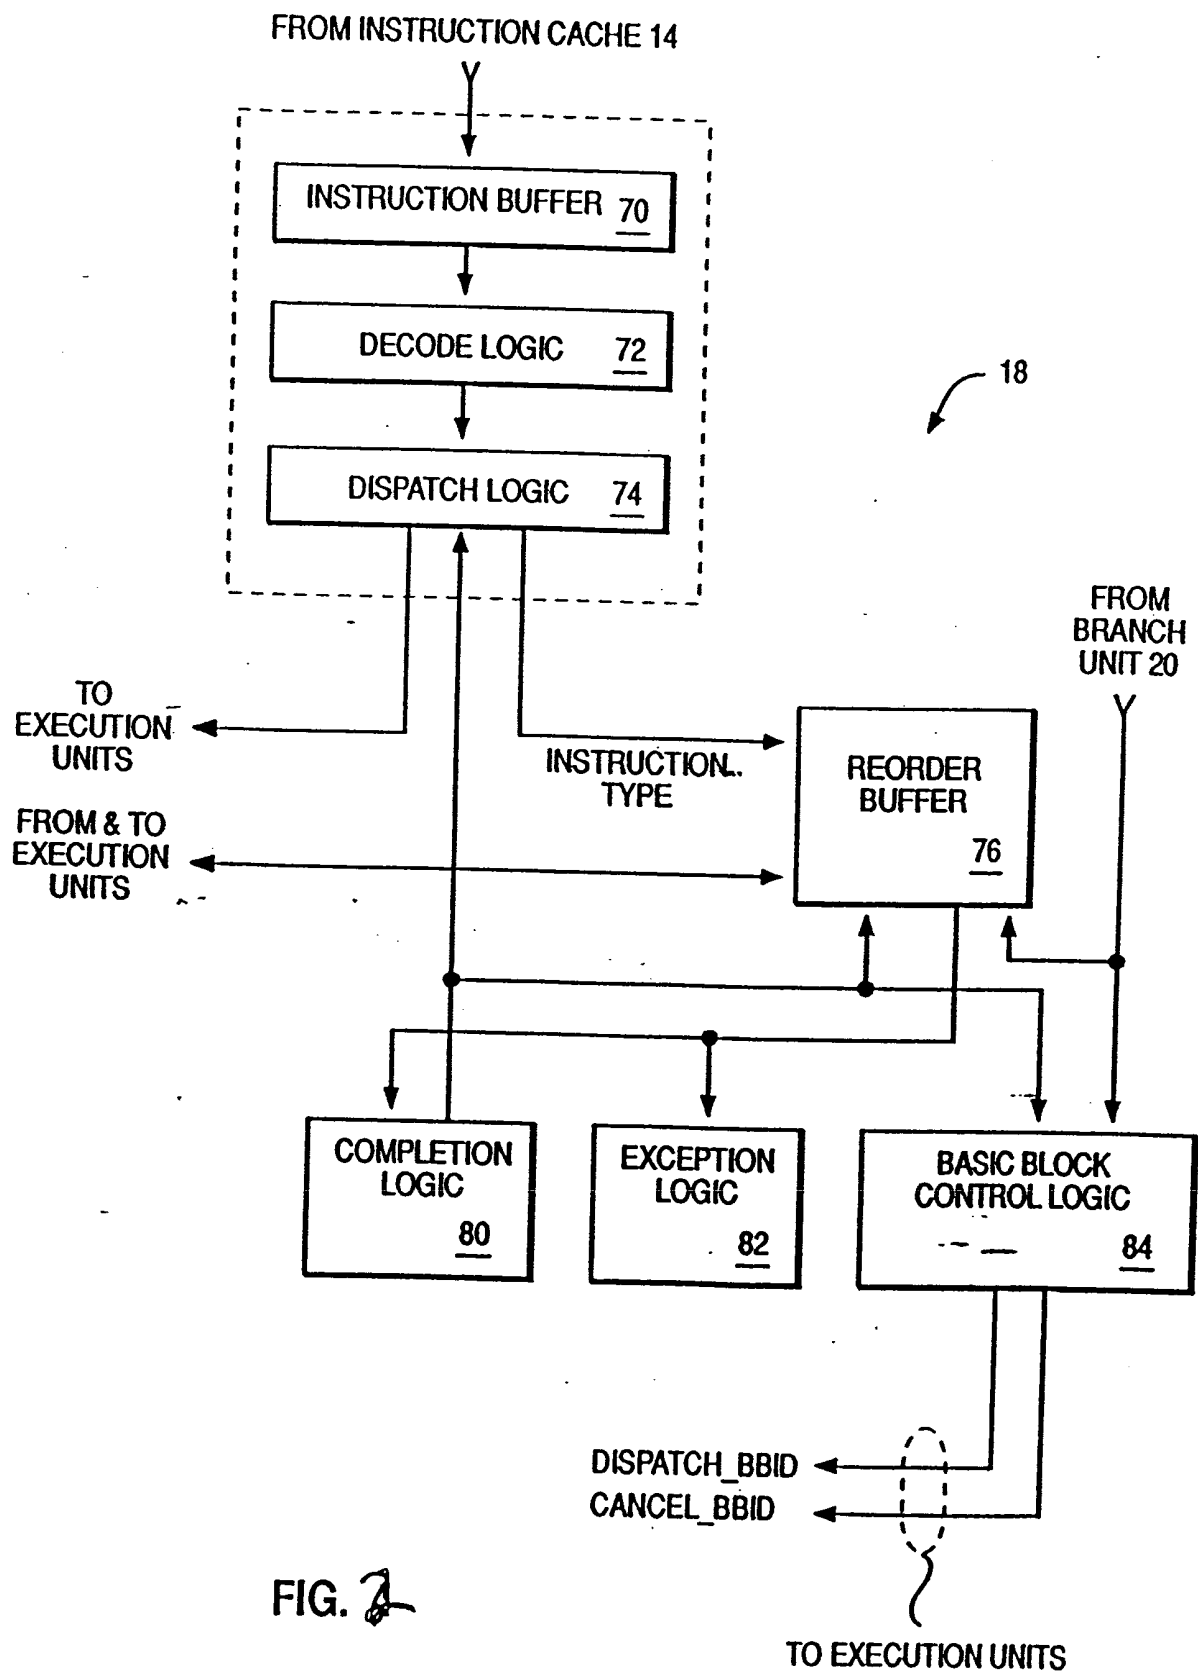 FROM INSTRUCTION CACHE 14
INSTRUCTION BUFFER 70
DECODE LOGIC 72
18
DISPATCH LOGIC 74
FROM
BRANCH
UNIT 20
TO
EXECUTION
UNITS
INSTRUCTION
TYPE
REORDER
BUFFER
76
FROM & TO
EXECUTION
UNITS
COMPLETION
LOGIC
80
EXCEPTION
LOGIC
82
BASIC BLOCK
CONTROL LOGIC
84
DISPATCH_BBID
CANCEL_BBID
FIG.
TO EXECUTION UNITS